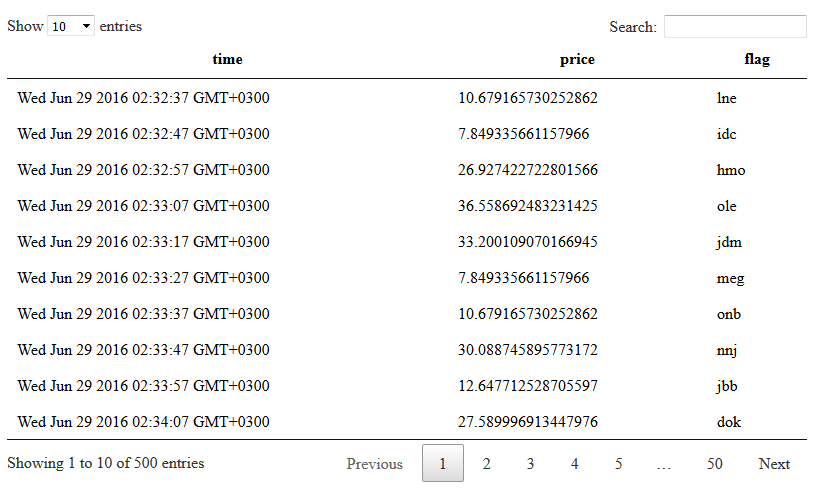 Show 10 entries Search:
time price flag
Wed Jun 29 2016 02:32:37 GMT+0300 10.679165730252862 lne
Wed Jun 29 2016 02:32:47 GMT+0300 7.849335661157966 idc
Wed Jun 29 2016 02:32:57 GMT+0300 26.927422722801566 hmo
Wed Jun 29 2016 02:33:07 GMT+0300 36.558692483231425 ole
Wed Jun 29 2016 02:33:17 GMT+0300 33.200109070166945 jdm
Wed Jun 29 2016 02:33:27 GMT+0300 7.849335661157966 meg
Wed Jun 29 2016 02:33:37 GMT+0300 10.679165730252862 onb
Wed Jun 29 2016 02:33:47 GMT+0300 30.088745895773172 nnj
Wed Jun 29 2016 02:33:57 GMT+0300 12.647712528705597 jbb
Wed Jun 29 2016 02:34:07 GMT+0300 27.589996913447976 dok
Showing 1 to 10 of 500 entries Previous 1 2 3 4 5 … 50 Next